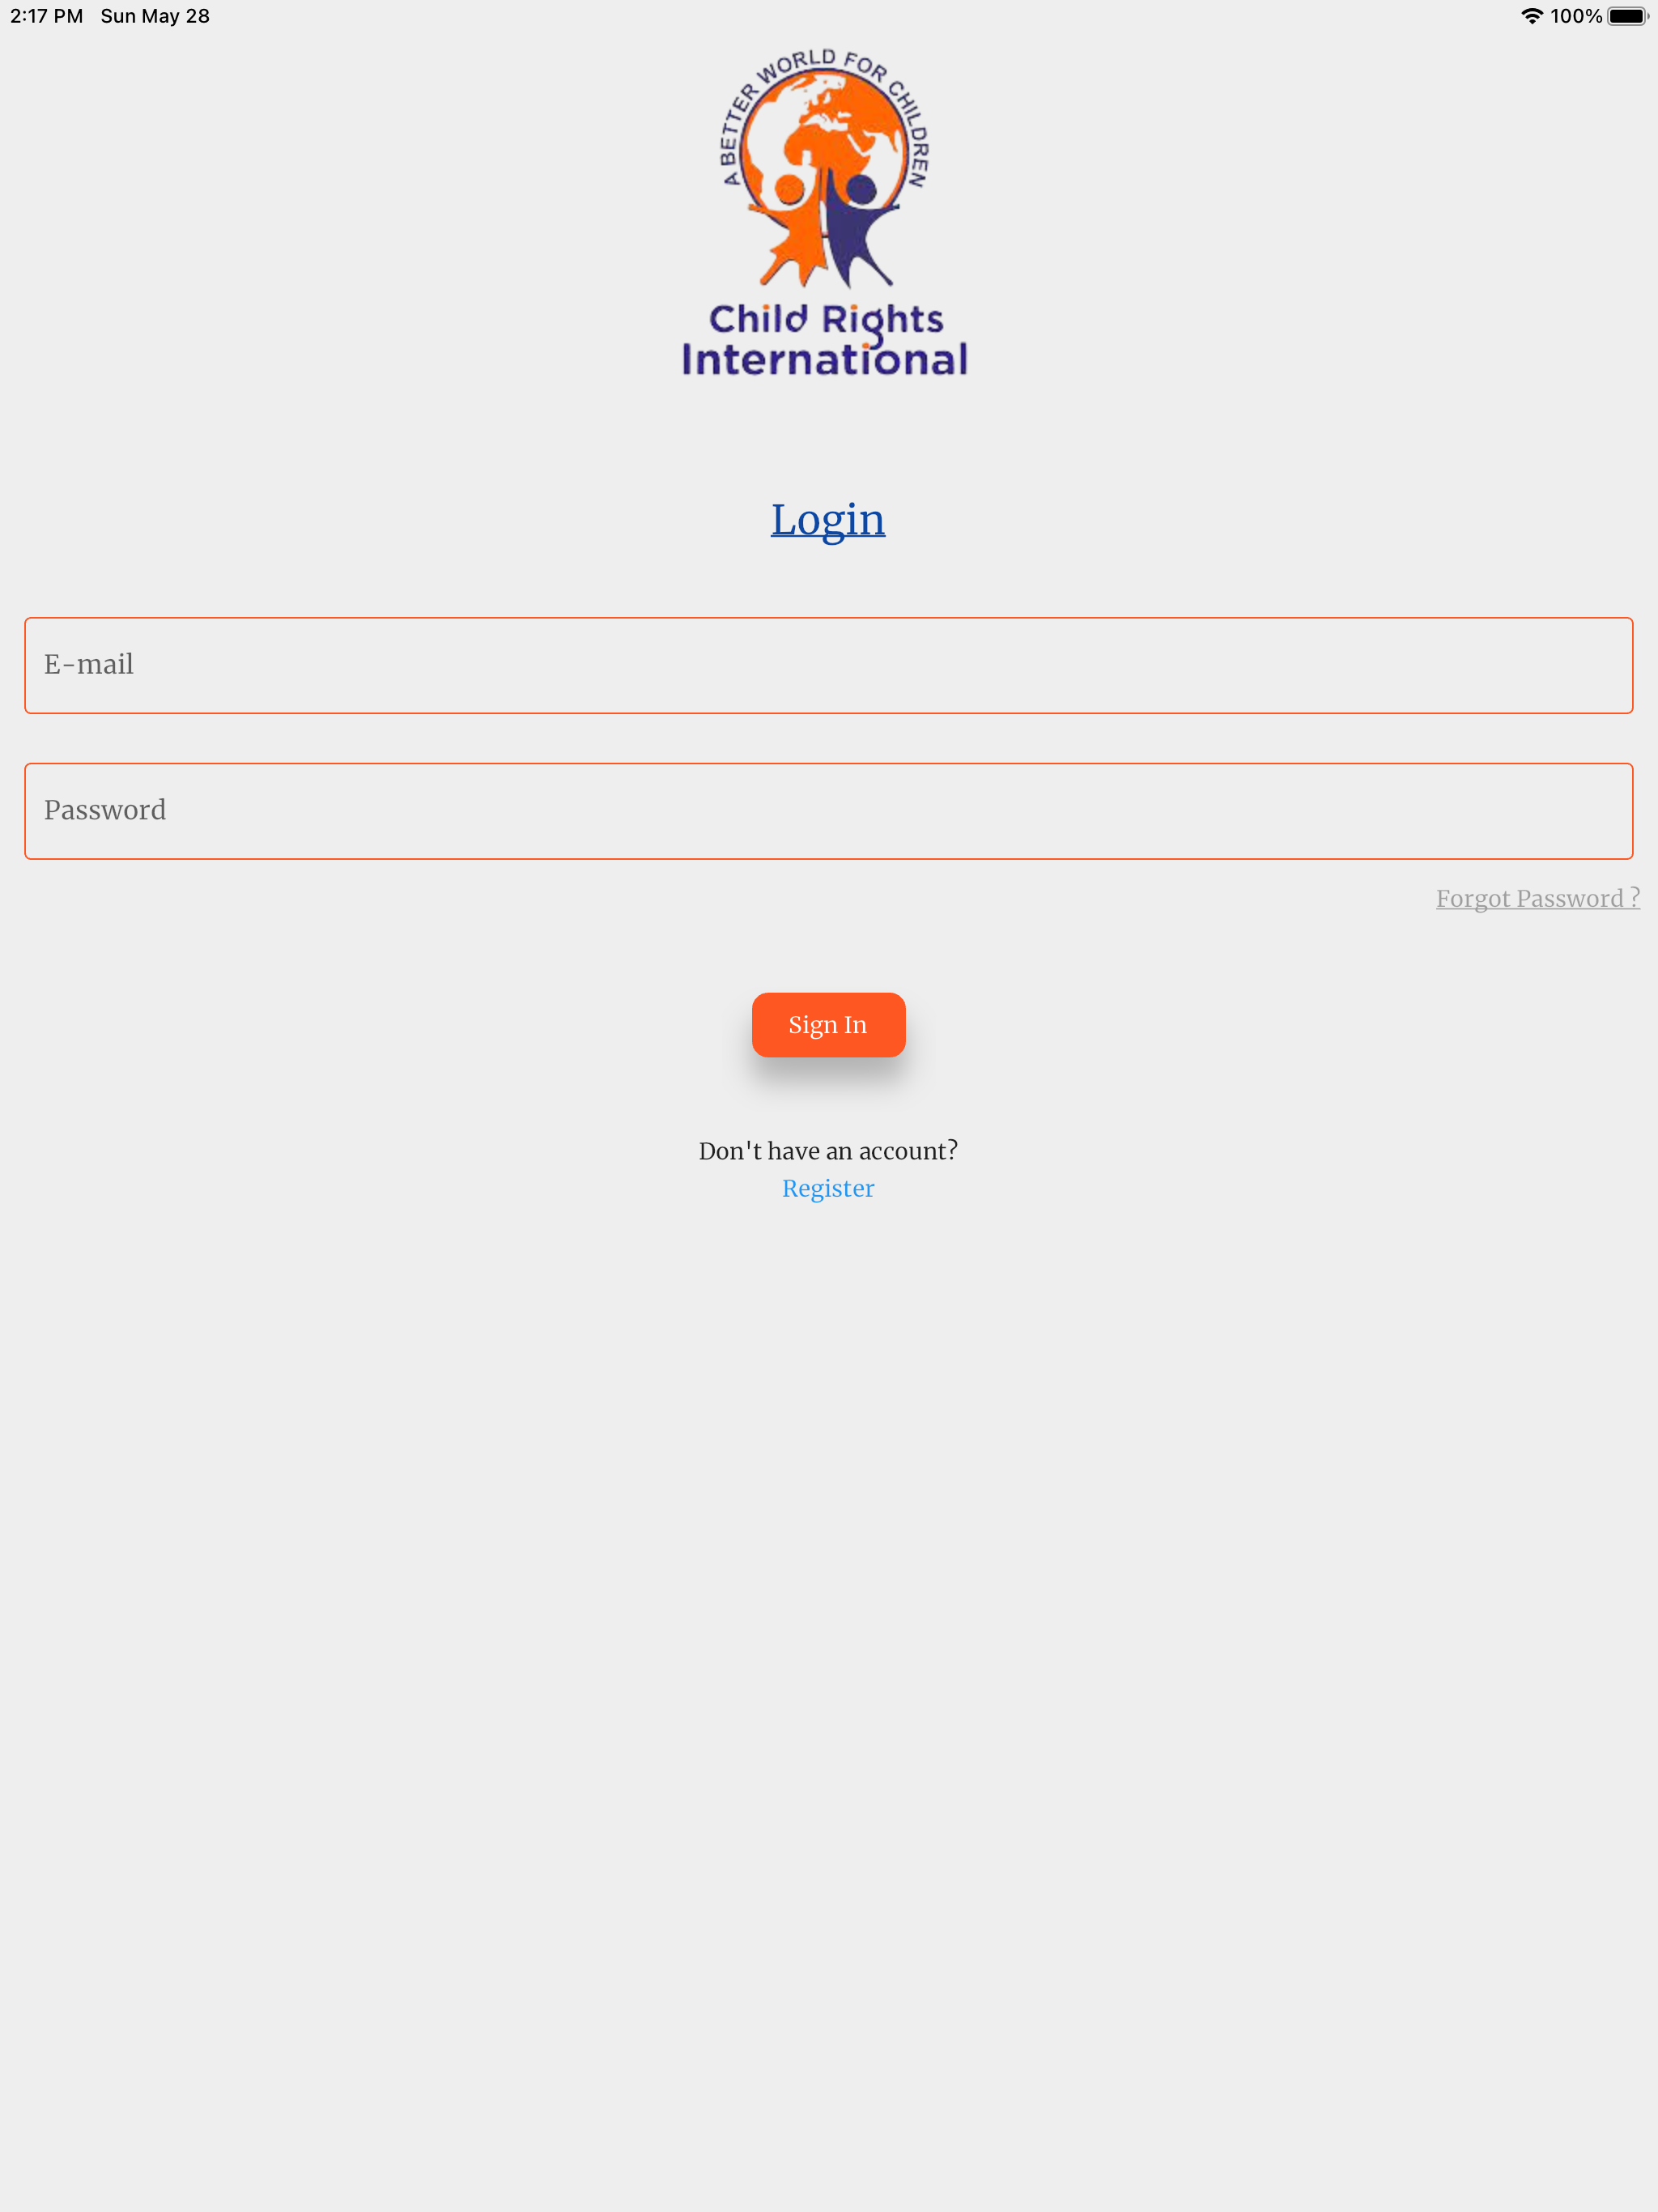 2:17 PM Sun May 28
100%
A BETTER WORLD FOR CHILDREN
Child Rights
International
Login
E-mail
Password
Forgot Password ?
Sign In
Don't have an account?
Register